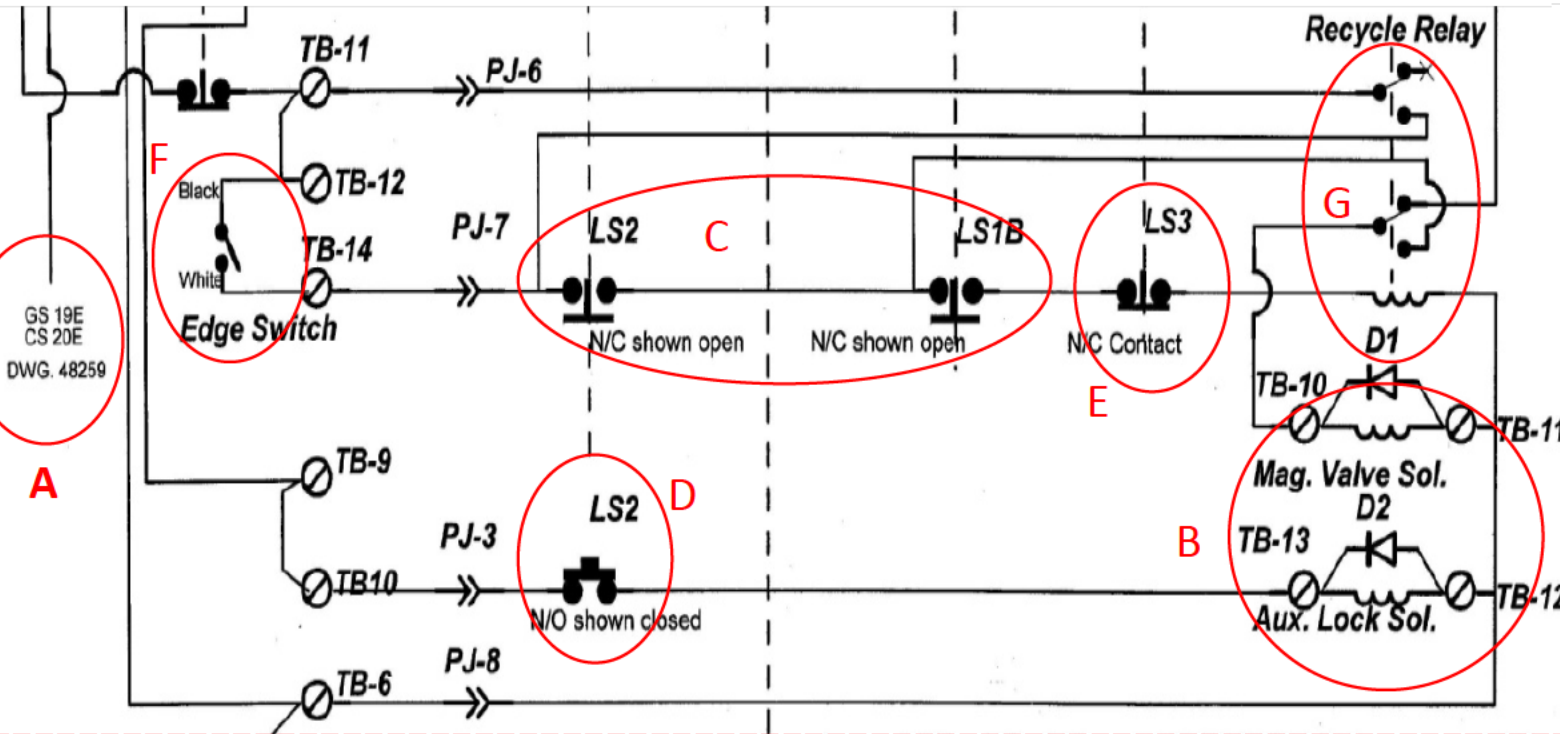 Recycle Relay
TB-11
PJ-6
F
Black
TB-12
G
C
PJ-7
LS2
LS1B
LS3
TB-14
White
GS 19E
CS 20E
DWG. 48259
Edge Switch
N/C shown open
N/C shown open
N/C Contact
D1
E
TB-10
TB-11
A
TB-9
Mag. Valve Sol.
D
LS2
D2
PJ-3
B
TB-13
TB10
TB-12
N/O shown closed
Aux. Lock Sol.
PJ-8
TB-6